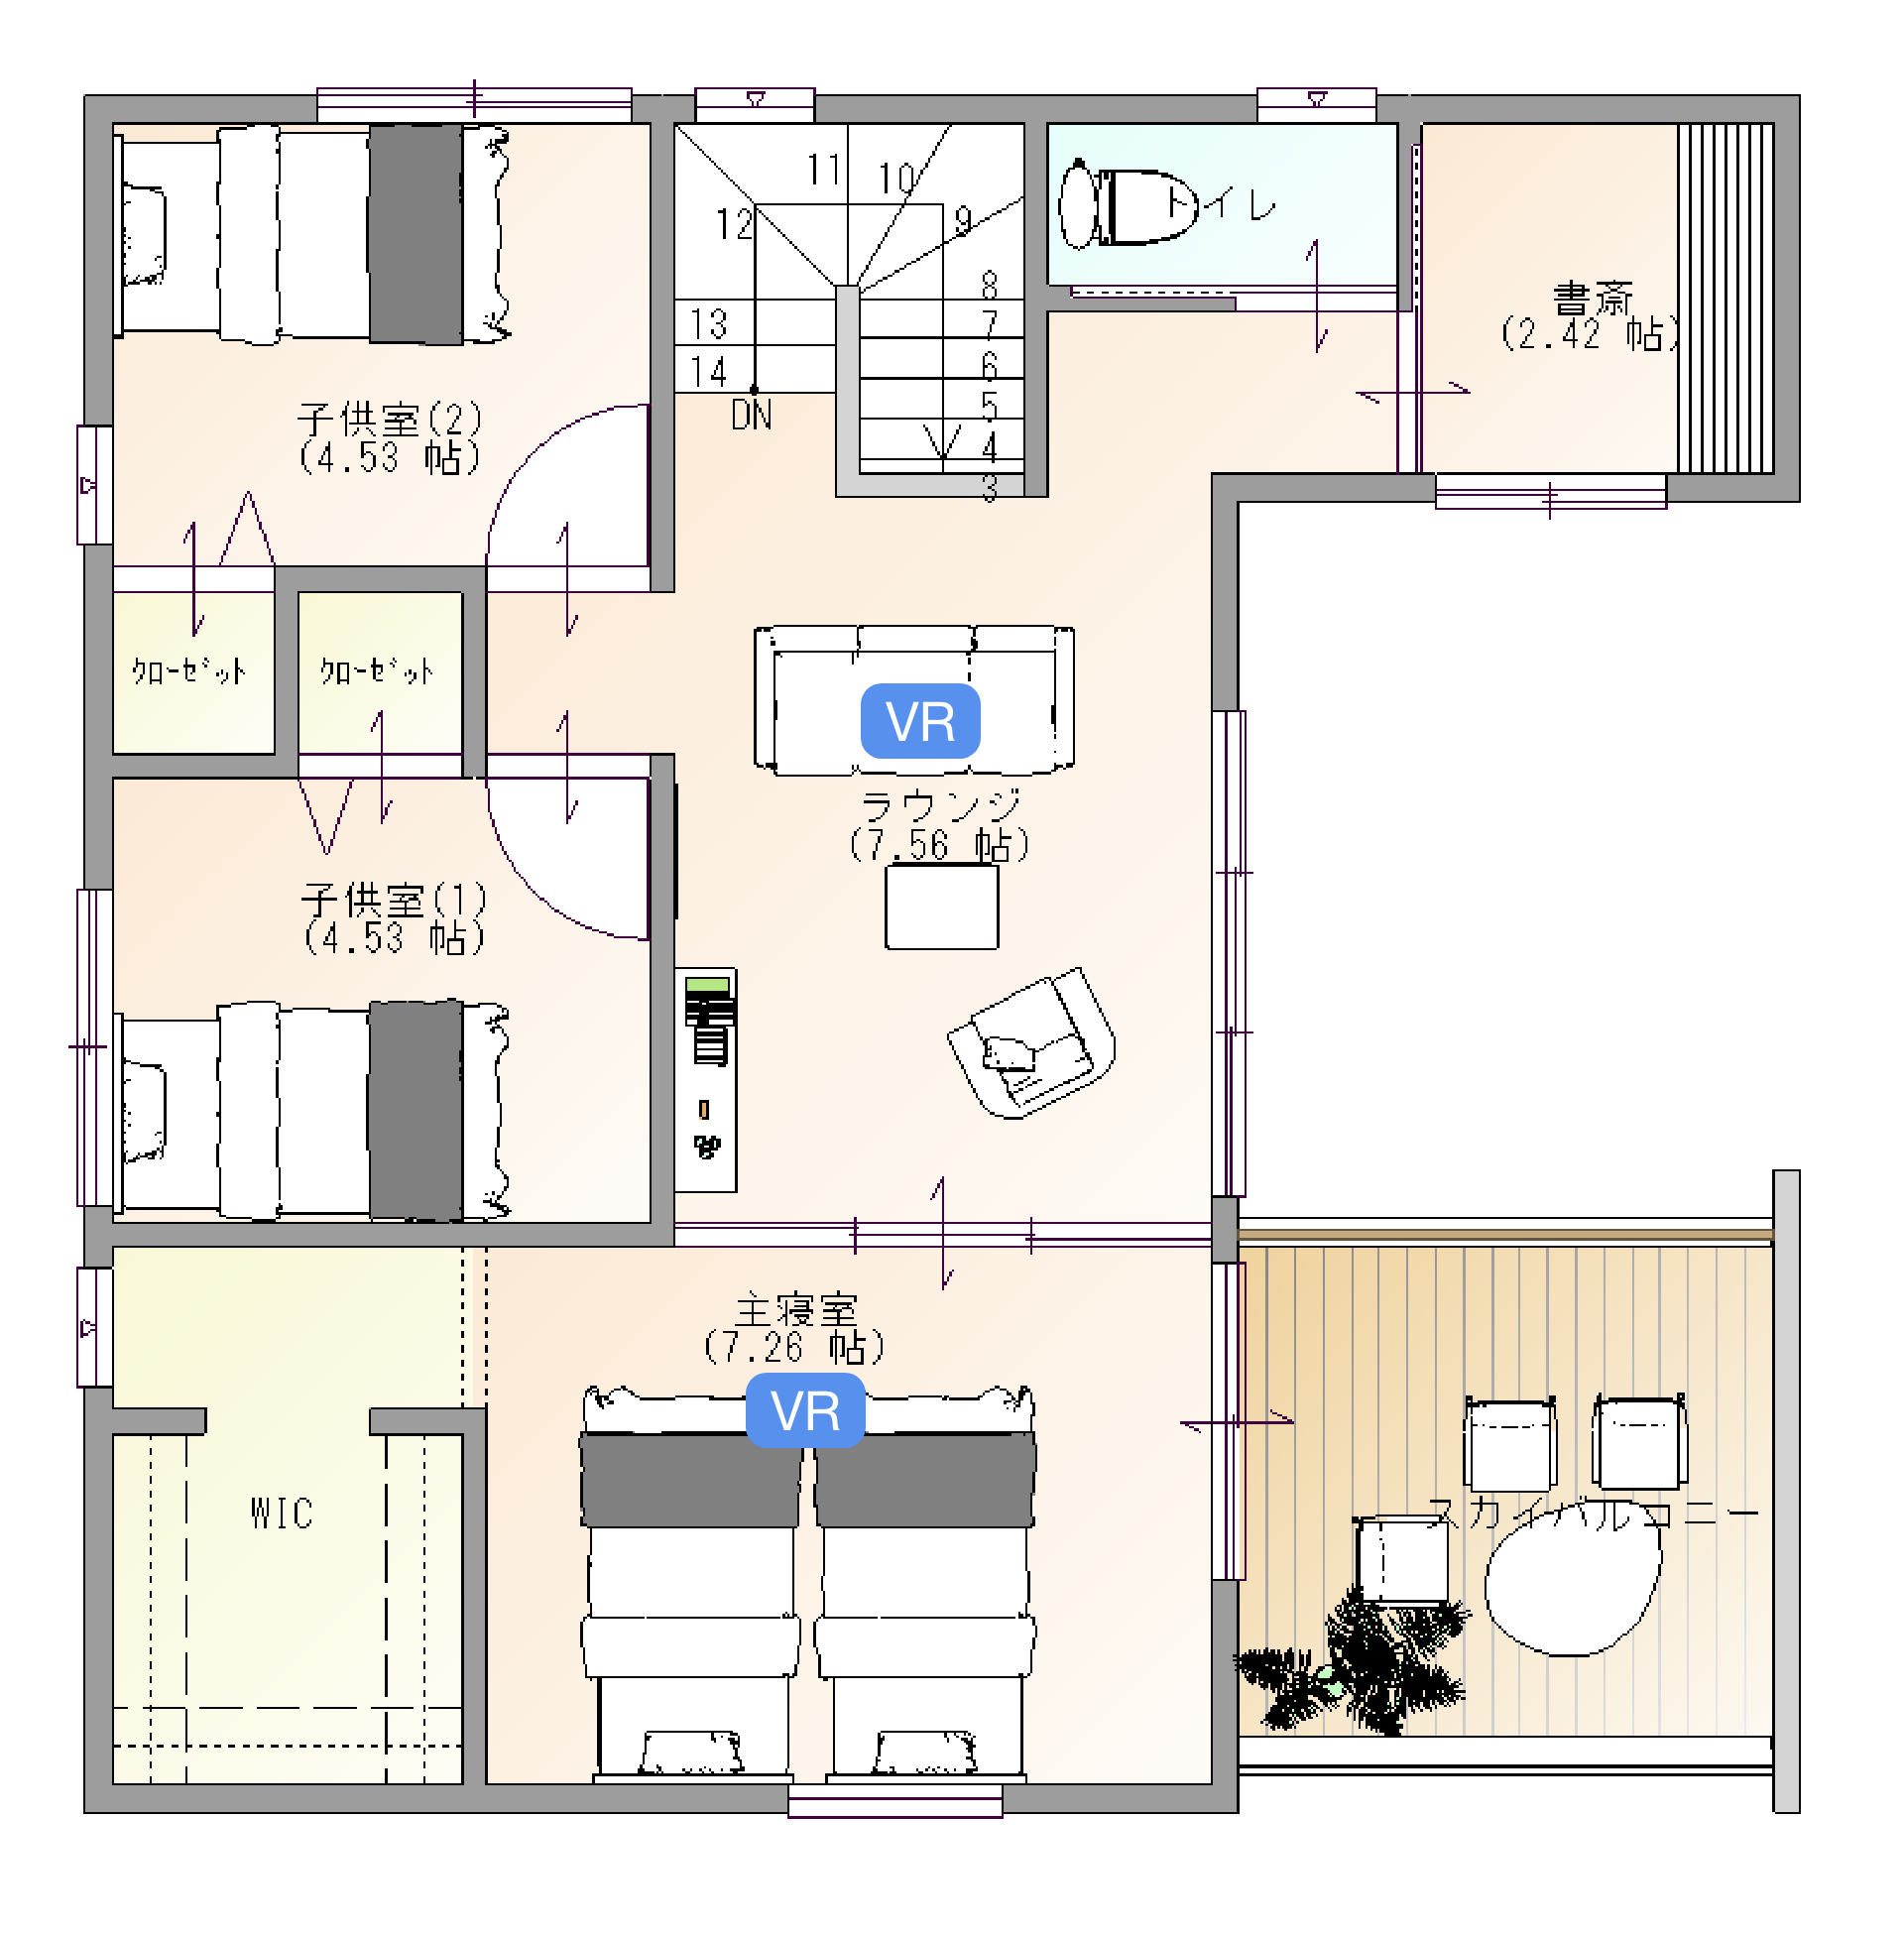 11
10
12
9
トイレ
8
13
7
書斎
(2.42 帖)
14
6
5
DN
4
3
子供室(2)
(4.53 帖)
クローゼット
クローゼット
VR
ラウンジ
(7.56 帖)
子供室(1)
(4.53 帖)
主寝室
(7.26 帖)
VR
WIC
スカイバルコニー